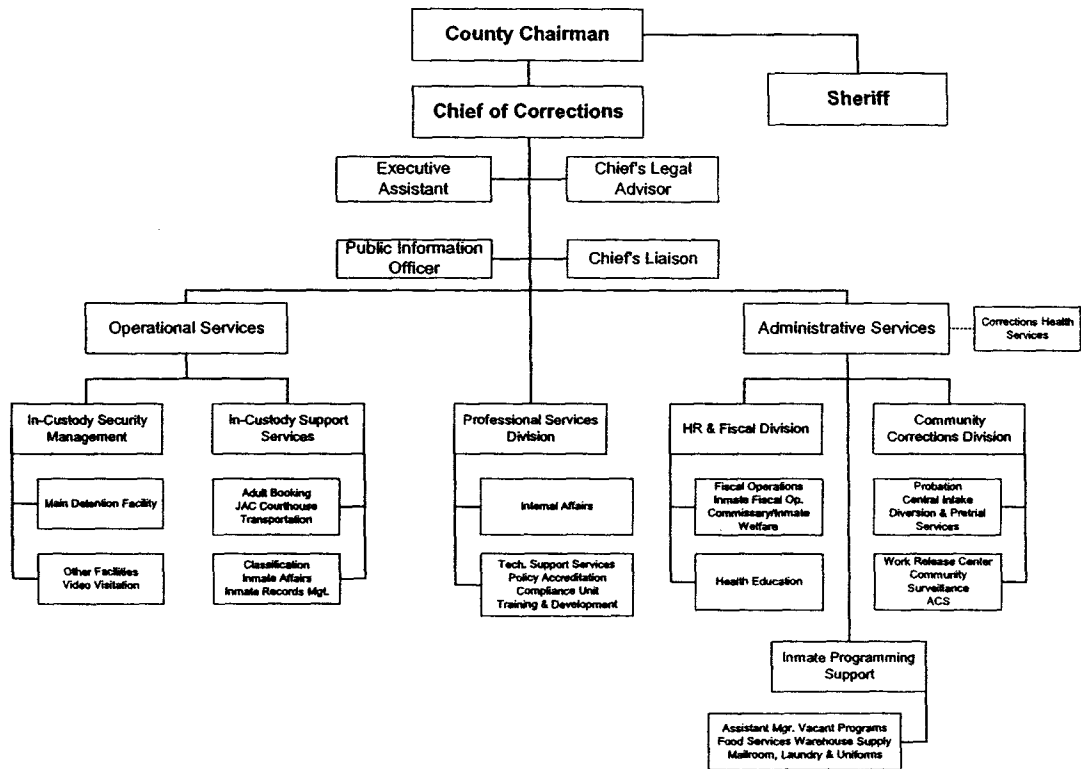 County Chairman
Sheriff
Chief of Corrections
Executive
Assistant
Chief's Legal
Advisor
Public Information
Officer
Chief's Liaison
Operational Services
Administrative Services
Corrections Health
Services
In-Custody Security
Management
In-Custody Support
Services
Professional Services
Division
HR & Fiscal Division
Community
Corrections Division
Main Detention Facility
Adult Booking
JAC Courthouse
Transportation
Internal Affairs
Fiscal Operations
Inmate Fiscal Op.
Commissary/Inmate
Welfare
Probation
Central Intake
Diversion & Pretrial
Services
Other Facilities
Video Visitation
Classification
Inmate Affairs
Inmate Records Mgt.
Tech. Support Services
Policy Accreditation
Compliance Unit
Training & Development
Health Education
Work Release Center
Community
Surveillance
ACS
Inmate Programming
Support
Assistant Mgr. Vacant Programs
Food Services Warehouse Supply
Mailroom, Laundry & Uniforms